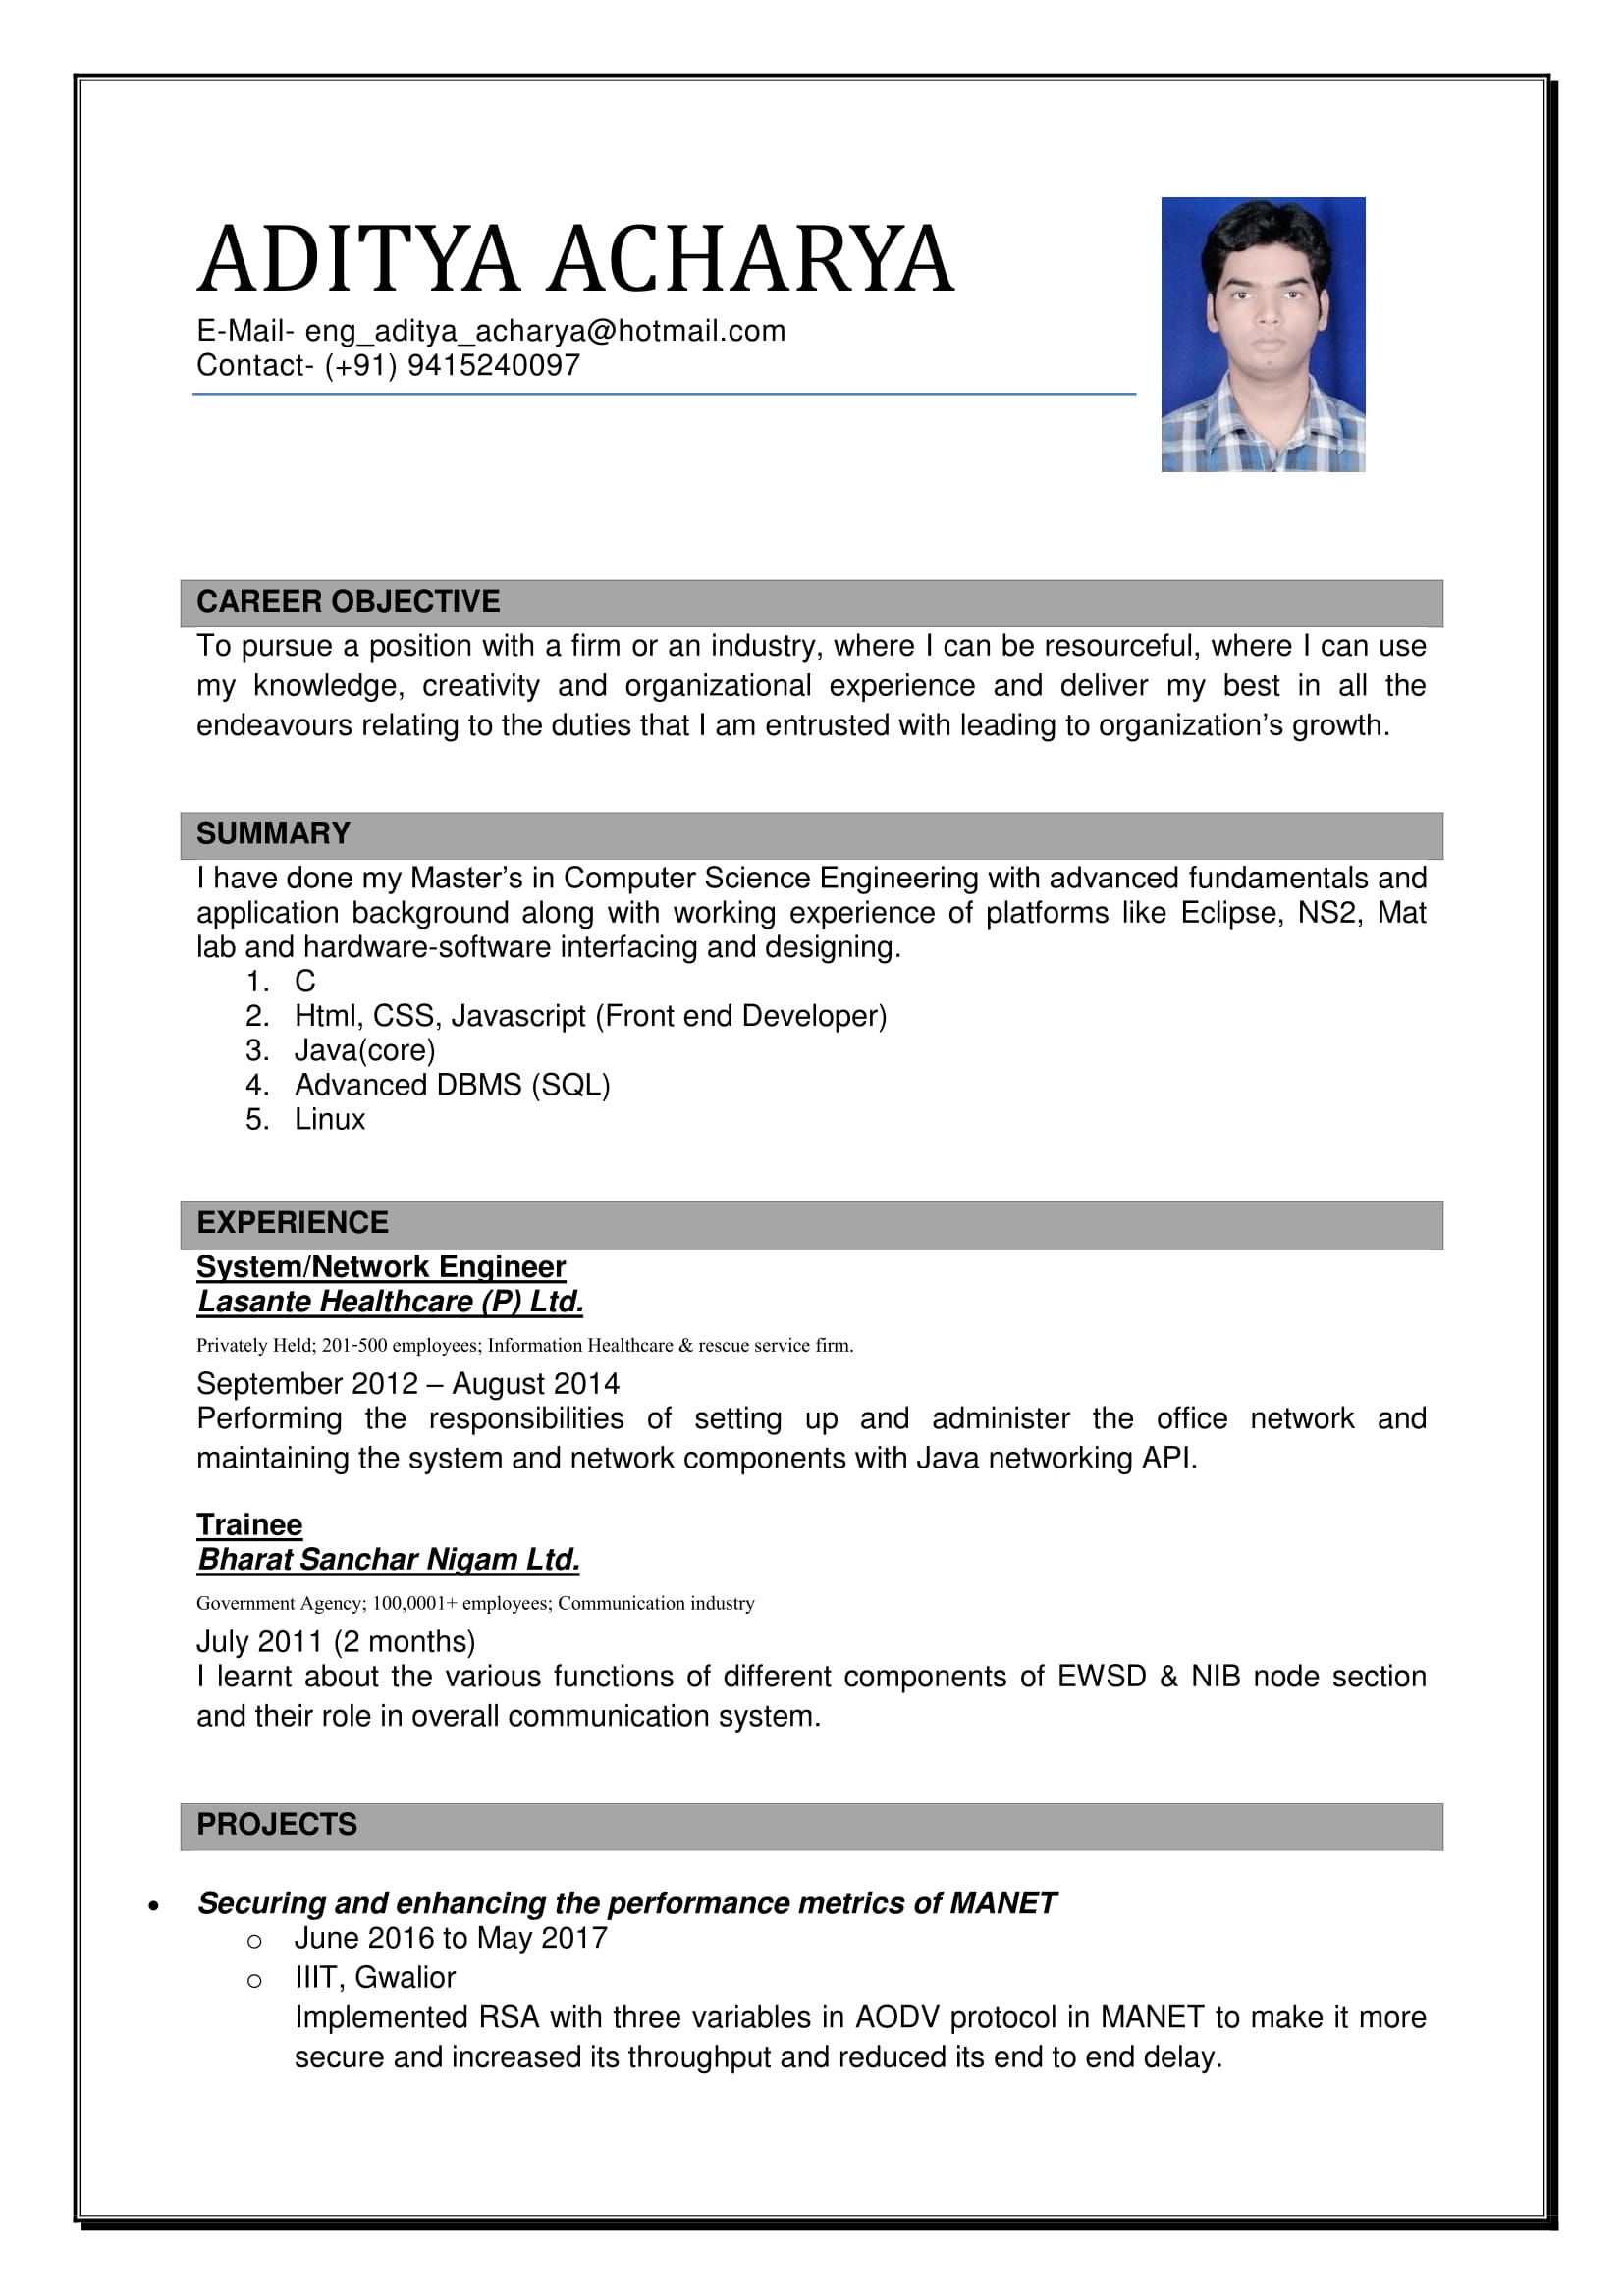 ADITYA ACHARYA
E-Mail- eng_aditya_acharya@hotmail.com
Contact- (+91) 9415240097
CAREER OBJECTIVE
To pursue a position with a firm or an industry, where I can be resourceful, where I can use
my knowledge, creativity and organizational experience and deliver my best in all the
endeavours relating to the duties that I am entrusted with leading to organization’s growth.
SUMMARY
I have done my Master’s in Computer Science Engineering with advanced fundamentals and
application background along with working experience of platforms like Eclipse, NS2, Mat
lab and hardware-software interfacing and designing.
1. C
2. Html, CSS, Javascript (Front end Developer)
3. Java(core)
4. Advanced DBMS (SQL)
5. Linux
EXPERIENCE
System/Network Engineer
Lasante Healthcare (P) Ltd.
Privately Held; 201-500 employees; Information Healthcare & rescue service firm.
September 2012 – August 2014
Performing the responsibilities of setting up and administer the office network and
maintaining the system and network components with Java networking API.
Trainee
Bharat Sanchar Nigam Ltd.
Government Agency; 100,0001+ employees; Communication industry
July 2011 (2 months)
I learnt about the various functions of different components of EWSD & NIB node section
and their role in overall communication system.
PROJECTS
• Securing and enhancing the performance metrics of MANET
o June 2016 to May 2017
o IIIT, Gwalior
Implemented RSA with three variables in AODV protocol in MANET to make it more
secure and increased its throughput and reduced its end to end delay.